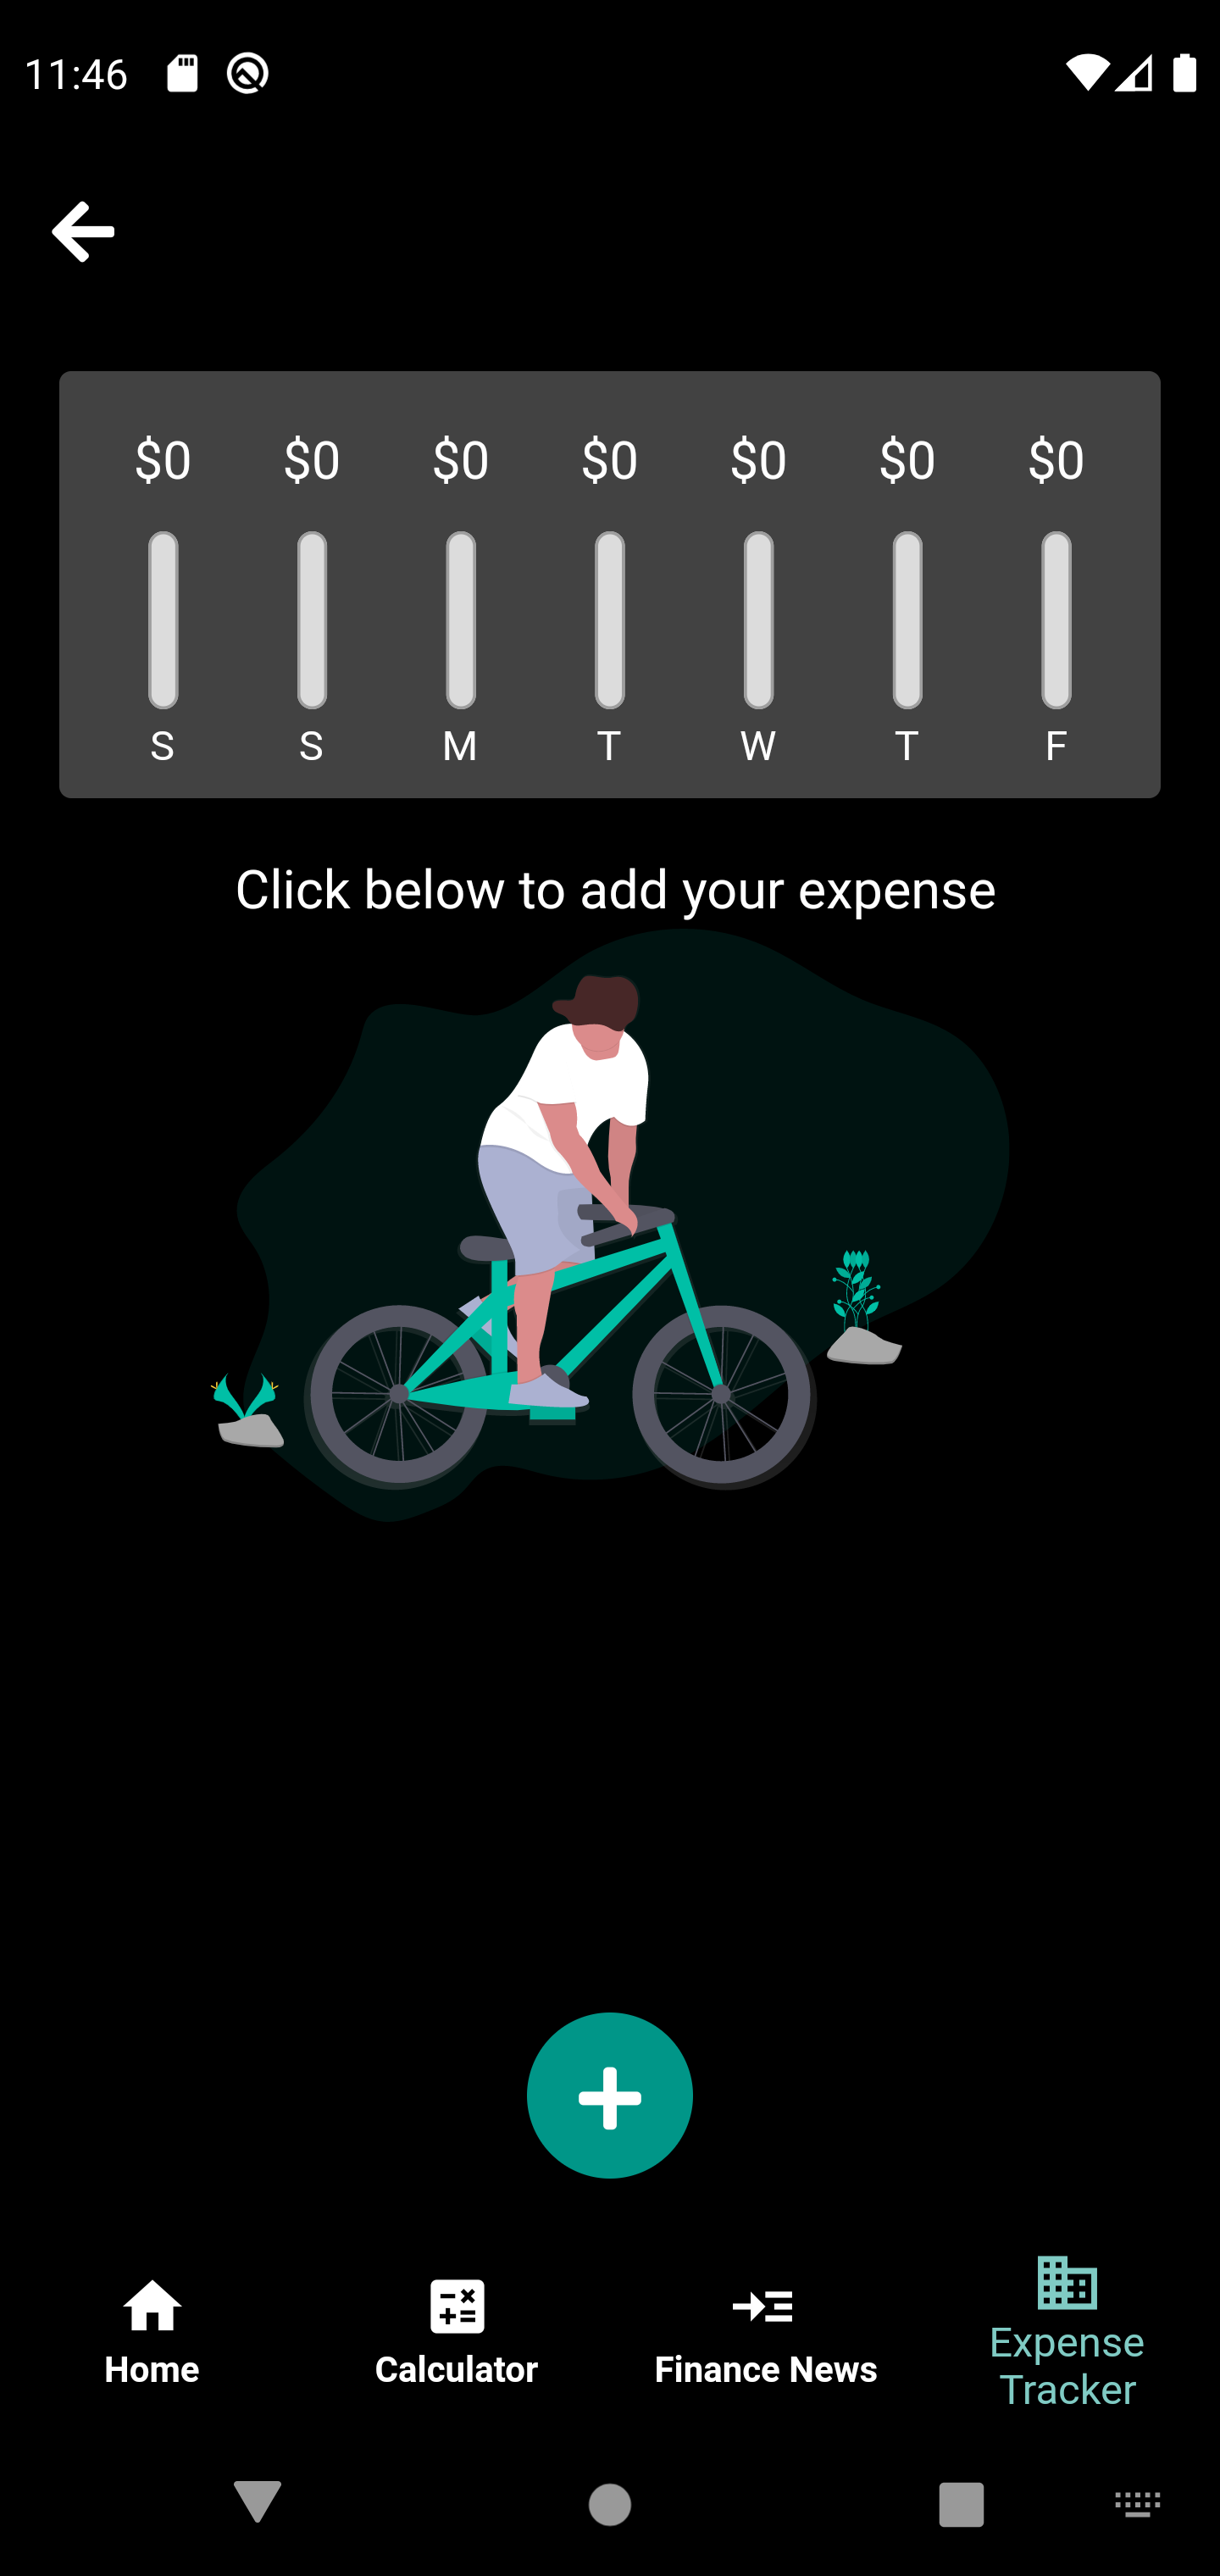 11:46
$0 $0 $0 $0 $0 $0 $0
S S M T W T F
Click below to add your expense
Home Calculator Finance News Expense
Tracker